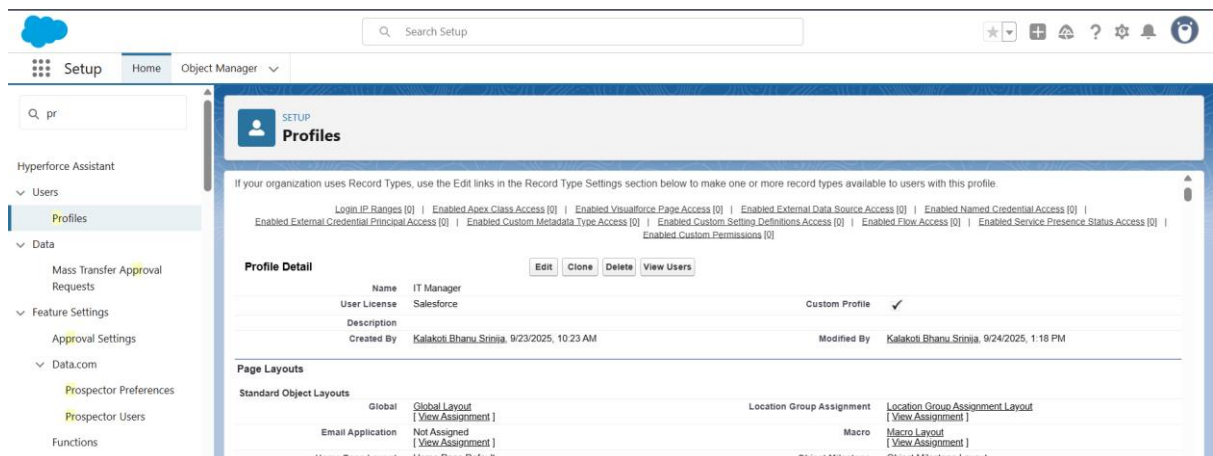 Search Setup
Setup
Home
Object Manager
pr
Hyperforce Assistant
Users
Profiles
Data
Mass Transfer Approval
Requests
Feature Settings
Approval Settings
Data.com
Prospector Preferences
Prospector Users
Functions
SETUP
Profiles
If your organization uses Record Types, use the Edit links in the Record Type Settings section below to make one or more record types available to users with this profile.
Login IP Ranges [0] | Enabled Apex Class Access [0] | Enabled Visualforce Page Access [0] | Enabled External Data Source Access [0] | Enabled Named Credential Access [0] |
Enabled External Credential Principal Access [0] | Enabled Custom Metadata Type Access [0] | Enabled Custom Setting Definitions Access [0] | Enabled Flow Access [0] | Enabled Service Presence Status Access [0] |
Enabled Custom Permissions [0]
Profile Detail Edit Clone Delete View Users
Name IT Manager
User License Salesforce Custom Profile ✓
Description
Created By Kalakoti Bhanu Srinija, 9/23/2025, 10:23 AM Modified By Kalakoti Bhanu Srinija, 9/24/2025, 1:18 PM
Page Layouts
Standard Object Layouts
Global Global Layout Location Group Assignment Location Group Assignment Layout
[ View Assignment ] [ View Assignment ]
Email Application Not Assigned Macro Macro Layout
[ View Assignment ] [ View Assignment ]